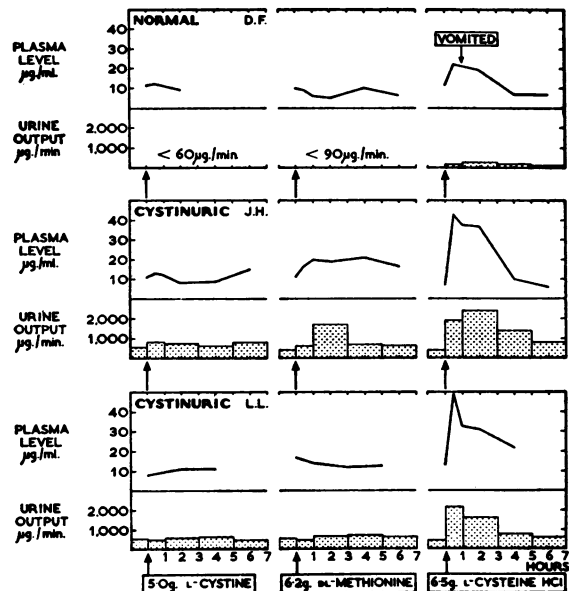 NORMAL D.F.
VOMITED
PLASMA
LEVEL
µg/ml.
40
30
20
10
URINE
OUTPUT
µg./min
2,000
1,000
< 60µg./min.
< 90µg./min.
CYSTINURIC J.H.
PLASMA
LEVEL
µg./ml.
40
30
20
10
URINE
OUTPUT
µg./min.
2,000
1,000
CYSTINURIC L.L.
PLASMA
LEVEL
µg./ml.
40
30
20
10
URINE
OUTPUT
µg./min.
2,000
1,000
0 1 2 3 4 5 6 7 0 1 2 3 4 5 6 7 0 1 2 3 4 5 6 7
HOURS
5·0g. L-CYSTINE 6·2g. DL-METHIONINE 6·5g. L-CYSTEINE HCl